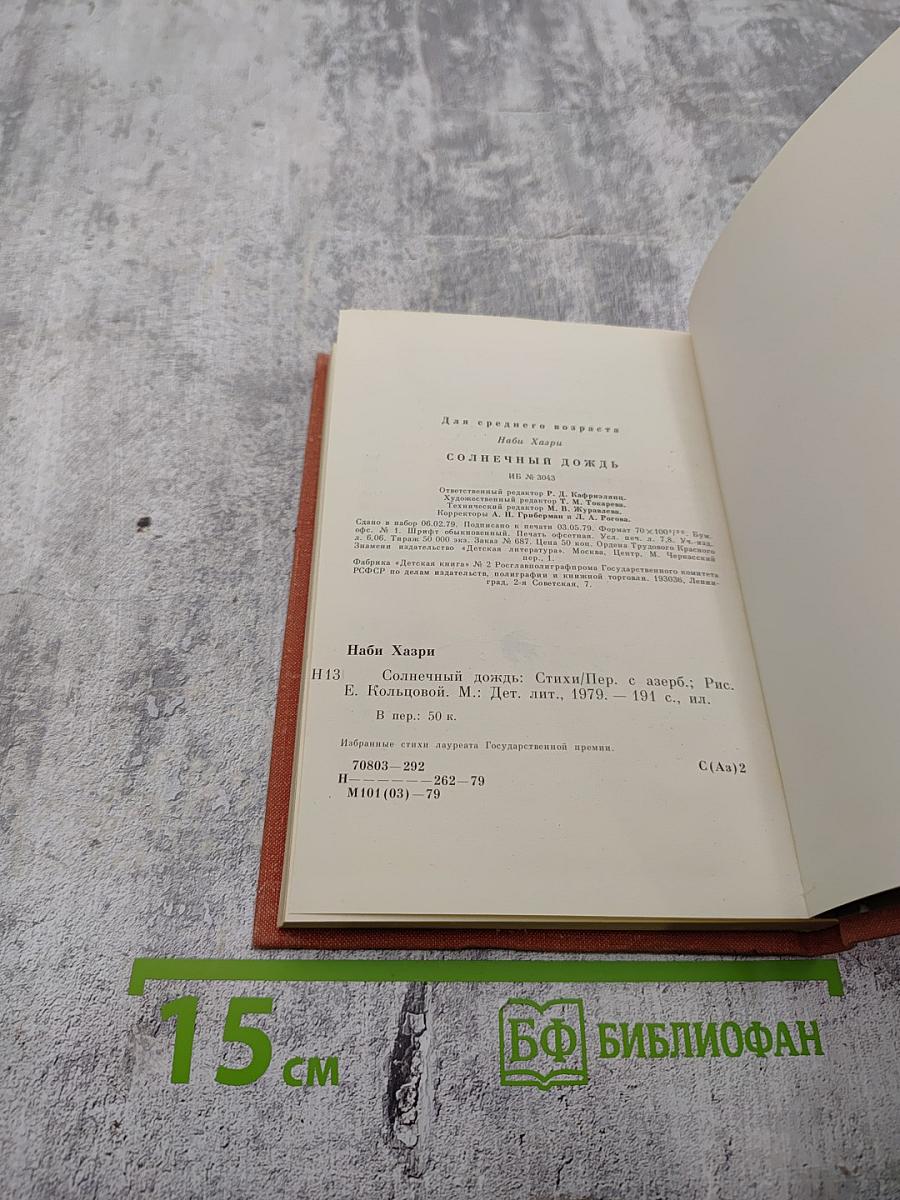 Для среднего возраста
Наби Хазри
СОЛНЕЧНЫЙ ДОЖДЬ
ИБ № 3043
Ответственный редактор Р. Д. Кафриэлянц.
Художественный редактор Т. М. Токарева.
Технический редактор М. В. Журавлева.
Корректоры А. П. Гриберман и Л. А. Рогова.
Сдано в набор 06.02.79. Подписано к печати 03.05.79. Формат 70×100¹/³². Бум.
офс. № 1. Шрифт обыкновенный. Печать офсетная. Усл. печ. л. 7,8. Уч.-изд.
л. 6,06. Тираж 50 000 экз. Заказ № 687. Цена 50 коп. Ордена Трудового Красного
Знамени издательство «Детская литература». Москва, Центр, М. Черкасский
пер., 1.
Фабрика «Детская книга» № 2 Росглавполиграфпрома Государственного комитета
РСФСР по делам издательств, полиграфии и книжной торговли. 193036, Ленин-
град, 2-я Советская, 7.
Наби Хазри
Н13 Солнечный дождь: Стихи/Пер. с азерб.; Рис.
Е. Кольцовой. М.: Дет. лит., 1979. — 191 с., ил.
В пер.: 50 к.
Избранные стихи лауреата Государственной премии.
70803—292
Н——————262—79 С(Аз)2
М101(03)—79
15 см
БФ БИБЛИОФАН